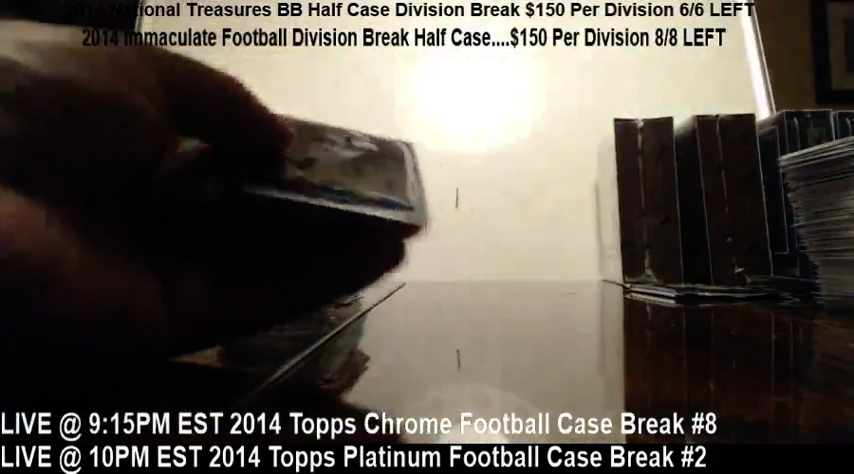 2014 National Treasures BB Half Case Division Break $150 Per Division 6/6 LEFT
2014 Immaculate Football Division Break Half Case....$150 Per Division 8/8 LEFT
LIVE @ 9:15PM EST 2014 Topps Chrome Football Case Break #8
LIVE @ 10PM EST 2014 Topps Platinum Football Case Break #2